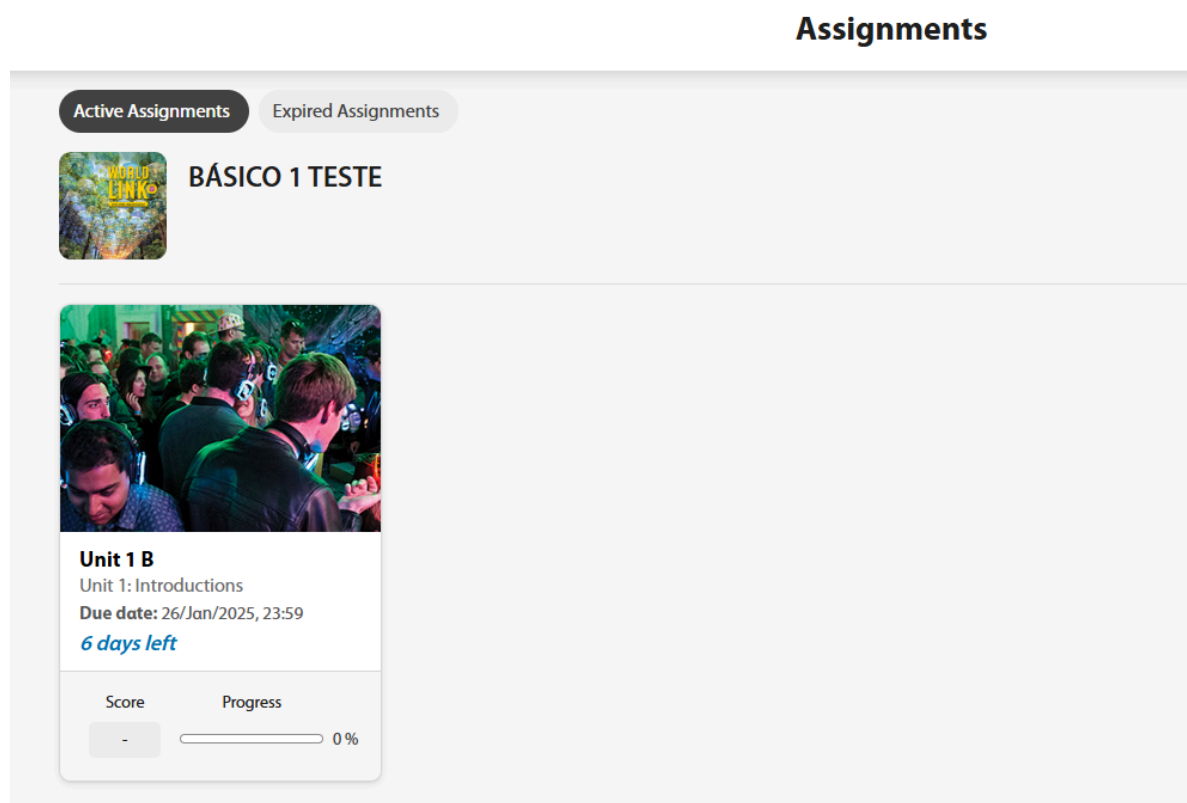 Assignments
Active Assignments
Expired Assignments
WORLD
LINK
BÁSICO 1 TESTE
Unit 1 B
Unit 1: Introductions
Due date: 26/Jan/2025, 23:59
6 days left
Score
Progress
-
0 %